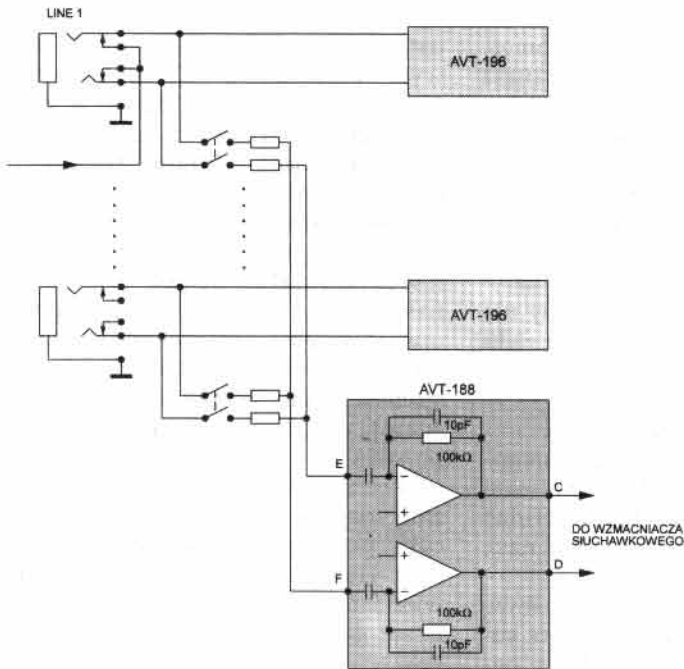 LINE 1
AVT-196
AVT-196
AVT-188
10pF
100kΩ
E
C
DO WZMACNIACZA
SŁUCHAWKOWEGO
F
D
100kΩ
10pF